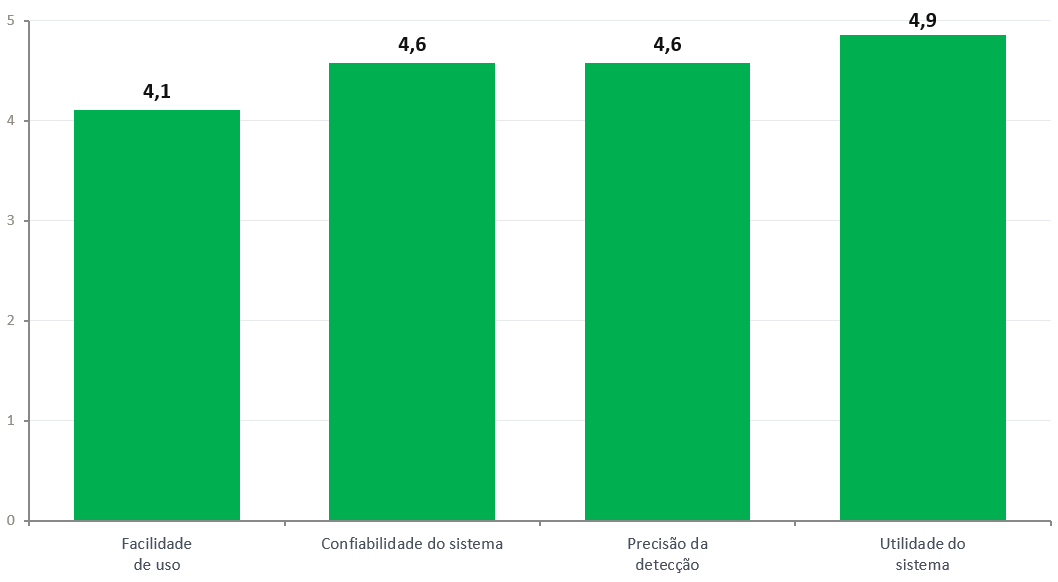 5
4,1
4,6
4,6
4,9
4
3
2
1
0
Facilidade
de uso
Confiabilidade do sistema
Precisão da
detecção
Utilidade do
sistema